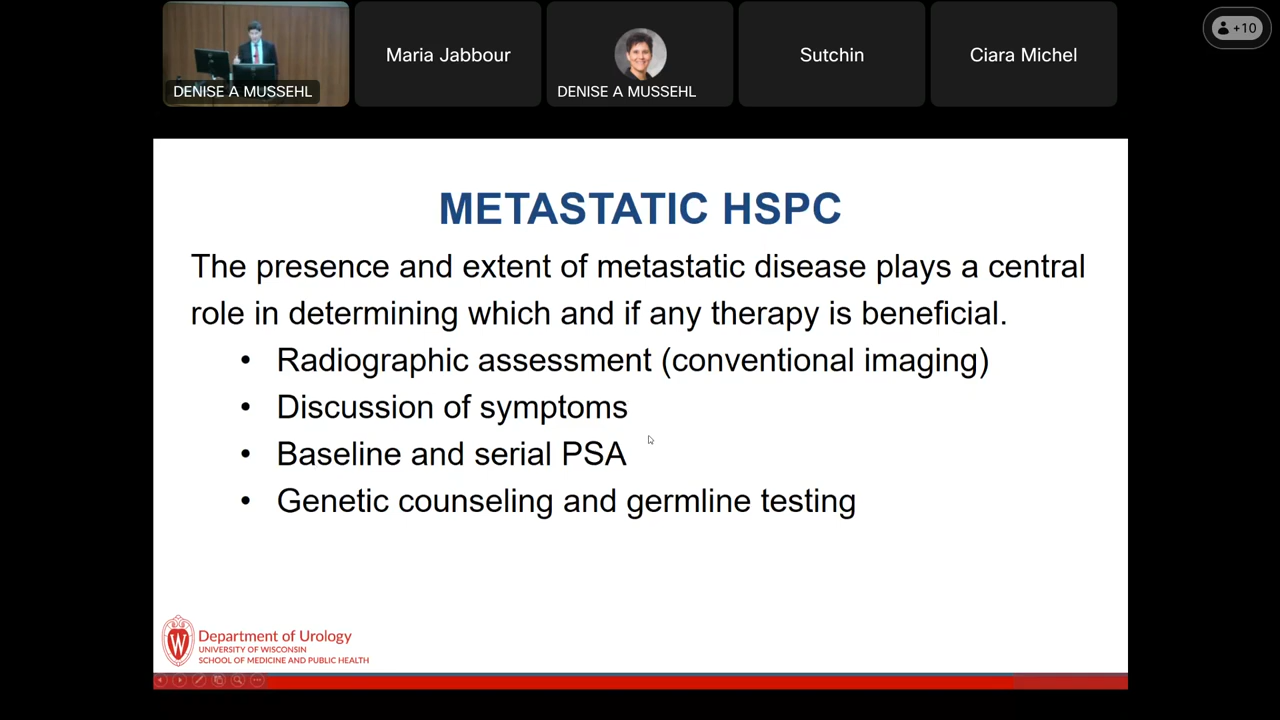 +10
DENISE A MUSSEHL
Maria Jabbour
DENISE A MUSSEHL
Sutchin
Ciara Michel
METASTATIC HSPC
The presence and extent of metastatic disease plays a central
role in determining which and if any therapy is beneficial.
• Radiographic assessment (conventional imaging)
• Discussion of symptoms
• Baseline and serial PSA
• Genetic counseling and germline testing
W
Department of Urology
UNIVERSITY OF WISCONSIN
SCHOOL OF MEDICINE AND PUBLIC HEALTH